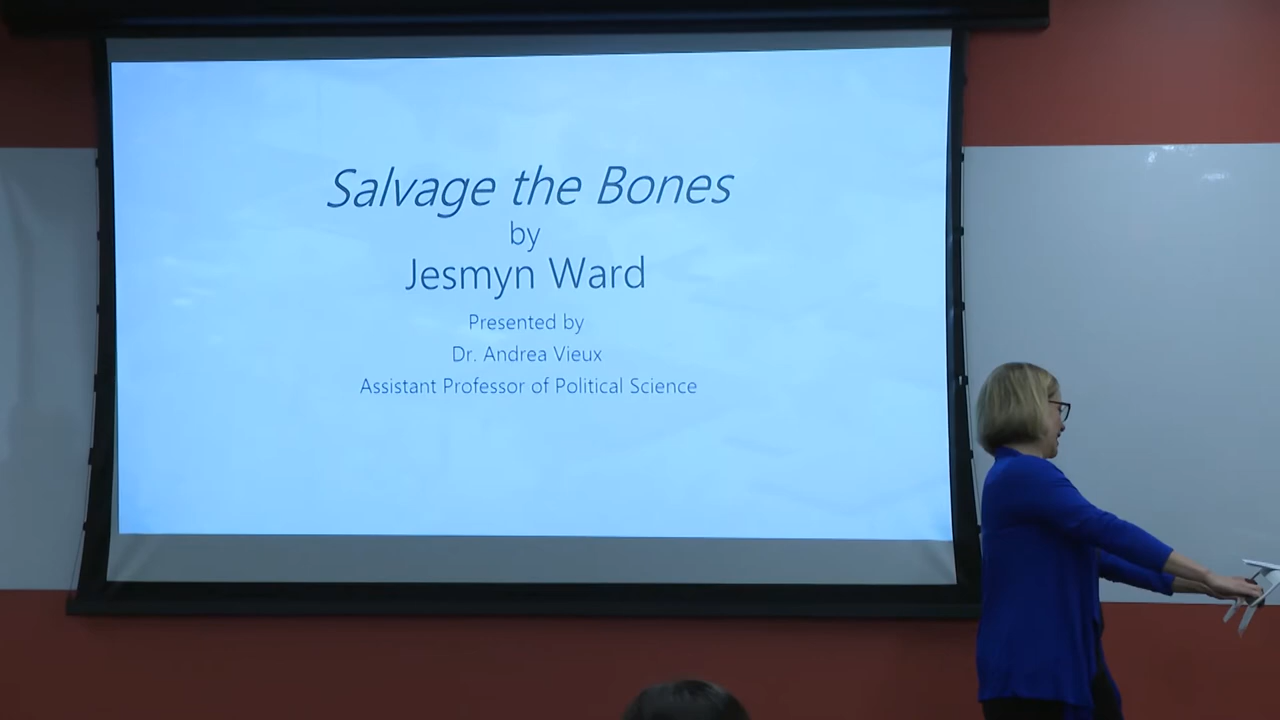 Salvage the Bones
by
Jesmyn Ward
Presented by
Dr. Andrea Vieux
Assistant Professor of Political Science